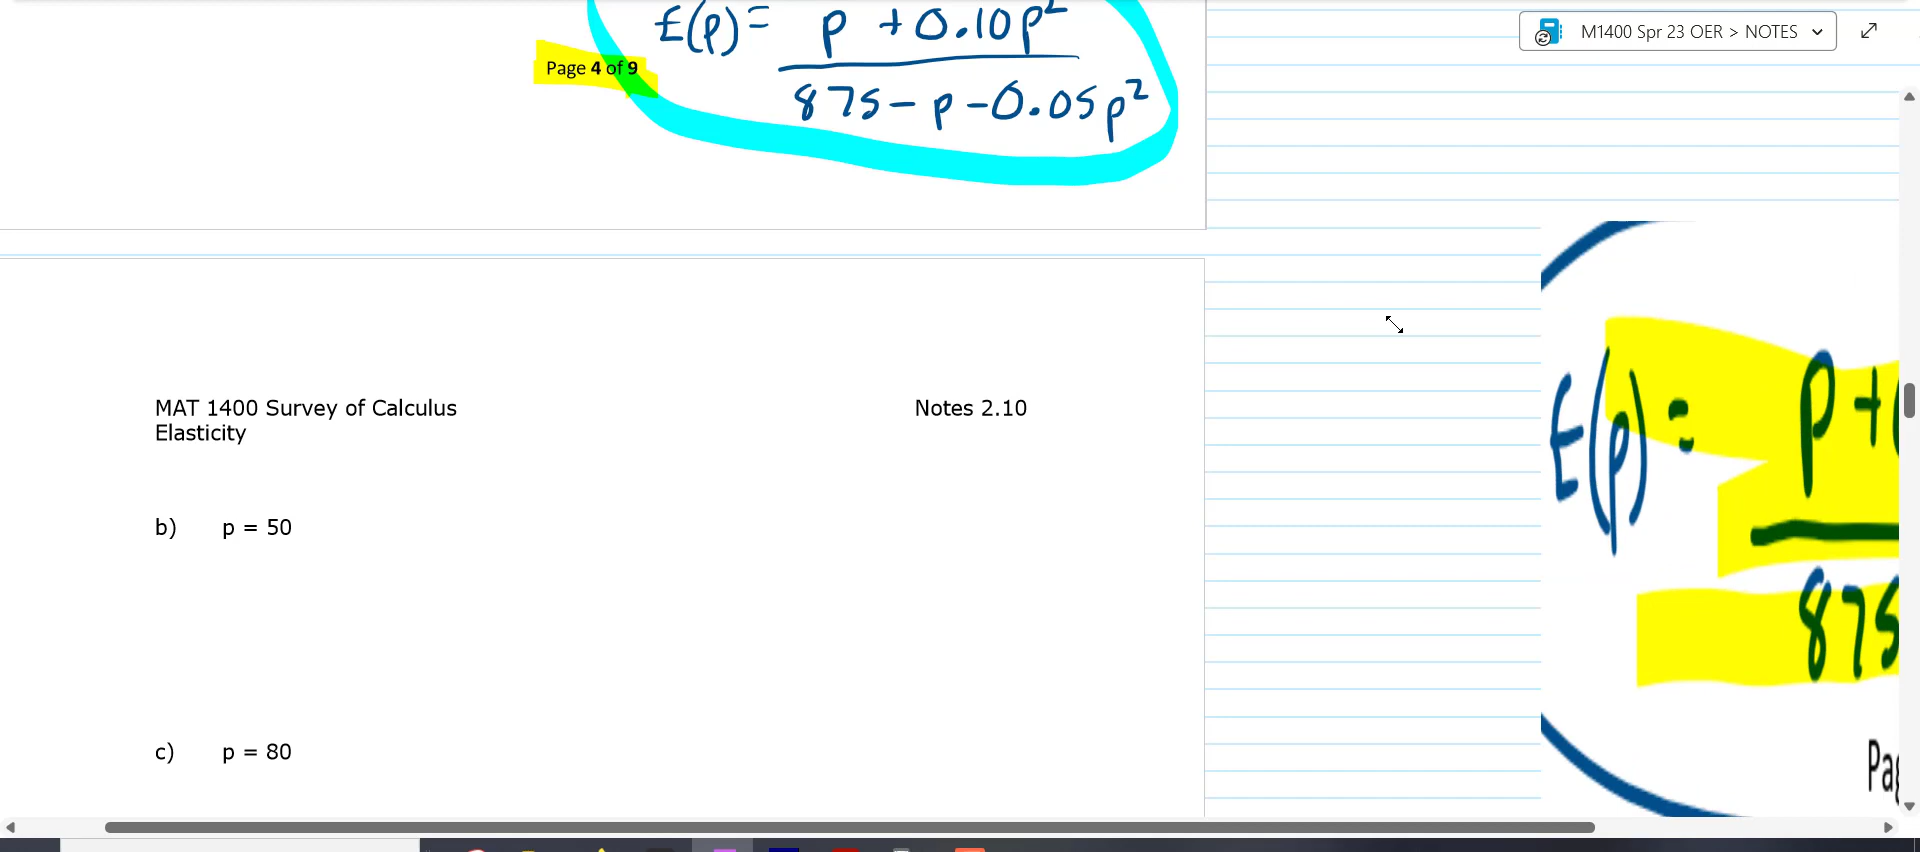 M1400 Spr 23 OER > NOTES
E(p) = p + 0.10p²
875 - p - 0.05p²
Page 4 of 9
MAT 1400 Survey of Calculus Notes 2.10
Elasticity
b) p = 50
c) p = 80
E(p) = p +
875